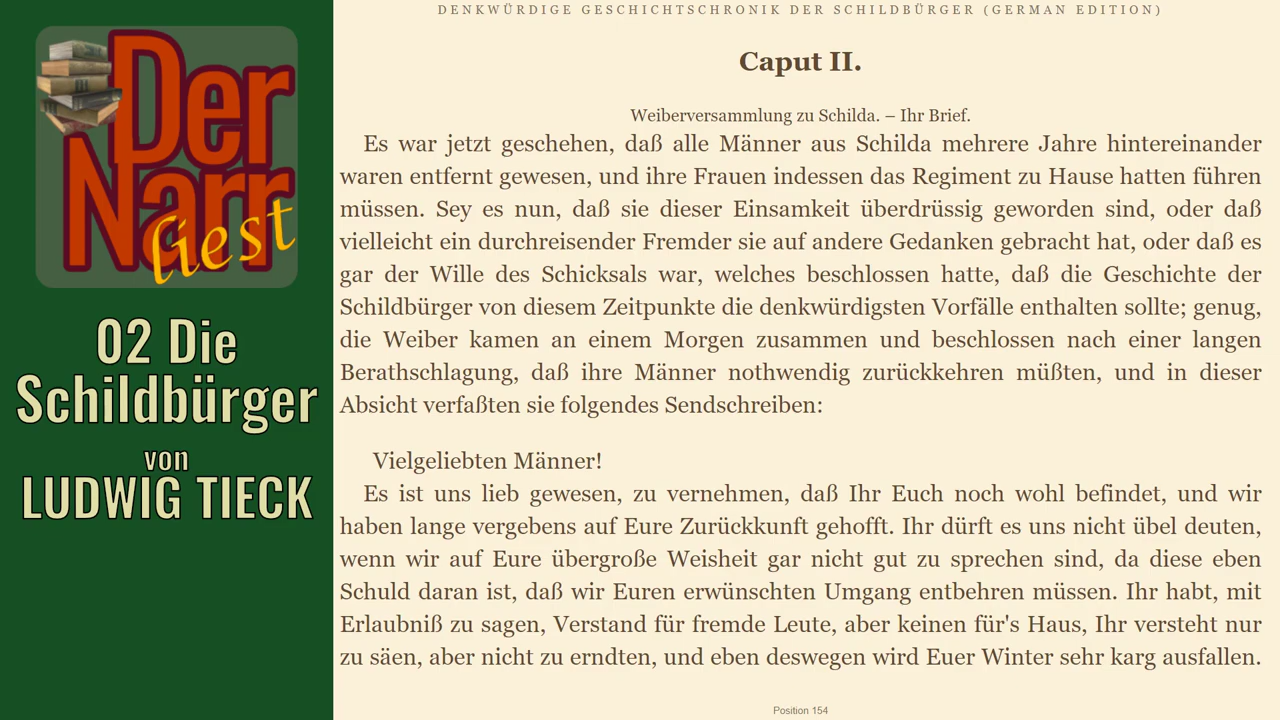 Der
Narr
liest
02 Die
Schildbürger
von
LUDWIG TIECK
DENKWÜRDIGE GESCHICHTSCHRONIK DER SCHILDBÜRGER (GERMAN EDITION)
Caput II.
Weiberversammlung zu Schilda. – Ihr Brief.
Es war jetzt geschehen, daß alle Männer aus Schilda mehrere Jahre hintereinander
waren entfernt gewesen, und ihre Frauen indessen das Regiment zu Hause hatten führen
müssen. Sey es nun, daß sie dieser Einsamkeit überdrüssig geworden sind, oder daß
vielleicht ein durchreisender Fremder sie auf andere Gedanken gebracht hat, oder daß es
gar der Wille des Schicksals war, welches beschlossen hatte, daß die Geschichte der
Schildbürger von diesem Zeitpunkte die denkwürdigsten Vorfälle enthalten sollte; genug,
die Weiber kamen an einem Morgen zusammen und beschlossen nach einer langen
Berathschlagung, daß ihre Männer nothwendig zurückkehren müßten, und in dieser
Absicht verfaßten sie folgendes Sendschreiben:
Vielgeliebten Männer!
Es ist uns lieb gewesen, zu vernehmen, daß Ihr Euch noch wohl befindet, und wir
haben lange vergebens auf Eure Zurückkunft gehofft. Ihr dürft es uns nicht übel deuten,
wenn wir auf Eure übergroße Weisheit gar nicht gut zu sprechen sind, da diese eben
Schuld daran ist, daß wir Euren erwünschten Umgang entbehren müssen. Ihr habt, mit
Erlaubniß zu sagen, Verstand für fremde Leute, aber keinen für's Haus, Ihr versteht nur
zu säen, aber nicht zu erndten, und eben deswegen wird Euer Winter sehr karg ausfallen.
Position 154